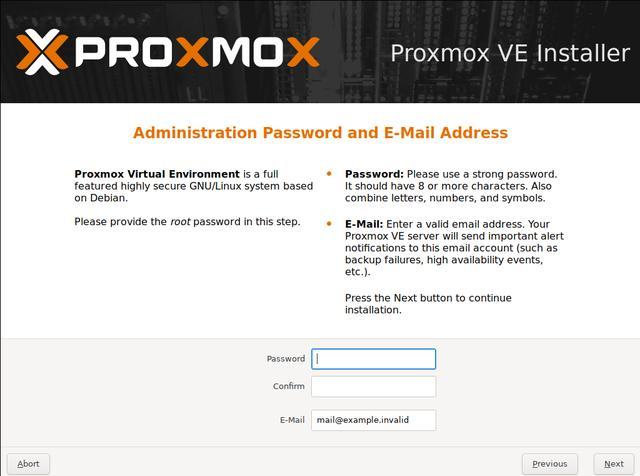 PROXMOX
Proxmox VE Installer
Administration Password and E-Mail Address
Proxmox Virtual Environment is a full
featured highly secure GNU/Linux system based
on Debian.
Please provide the root password in this step.
Password: Please use a strong password.
It should have 8 or more characters. Also
combine letters, numbers, and symbols.
E-Mail: Enter a valid email address. Your
Proxmox VE server will send important alert
notifications to this email account (such as
backup failures, high availability events,
etc.).
Press the Next button to continue
installation.
Password
Confirm
E-Mail mail@example.invalid
Abort Previous Next